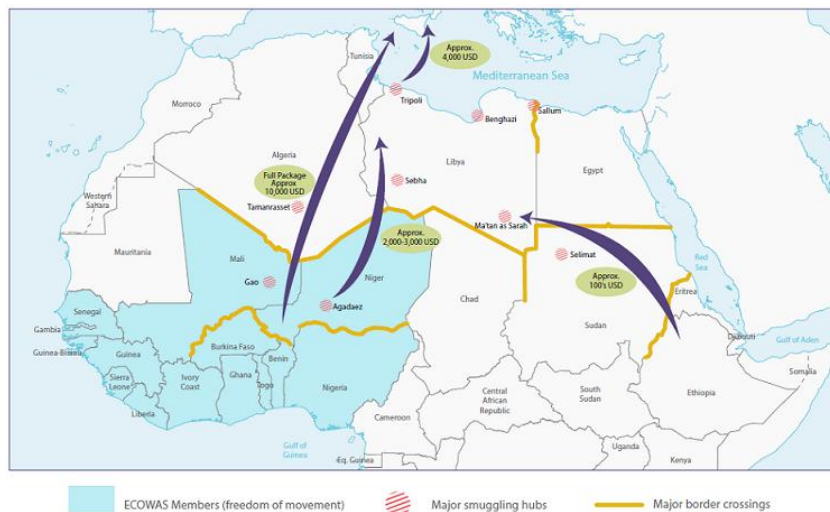 Tunisia
Approx.
4,000 USD
Mediterranean Sea
Morrocco
Tripoli
Benghazi
Sallum
Algeria
Libya
Egypt
Full Package
Approx
10,000 USD
Sebha
Western
Sahara
Tamanrasset
Ma'tan as Sarah
Mauritania
Approx.
2,000-3,000 USD
Red
Sea
Mali
Niger
Selimat
Gao
Approx.
100's USD
Agadaez
Chad
Eritrea
Senegal
Gambia
Sudan
Guinea-Bissau
Guinea
Burkina Faso
Benin
Djibouti
Gulf of Aden
Sierra
Leone
Ivory
Coast
Ghana
Togo
Nigeria
Somalia
Liberia
Central
African
Republic
South
Sudan
Ethiopia
Cameroon
Gulf of
Guinea
Eq. Guinea
Uganda
Kenya
ECOWAS Members (freedom of movement)
Major smuggling hubs
Major border crossings